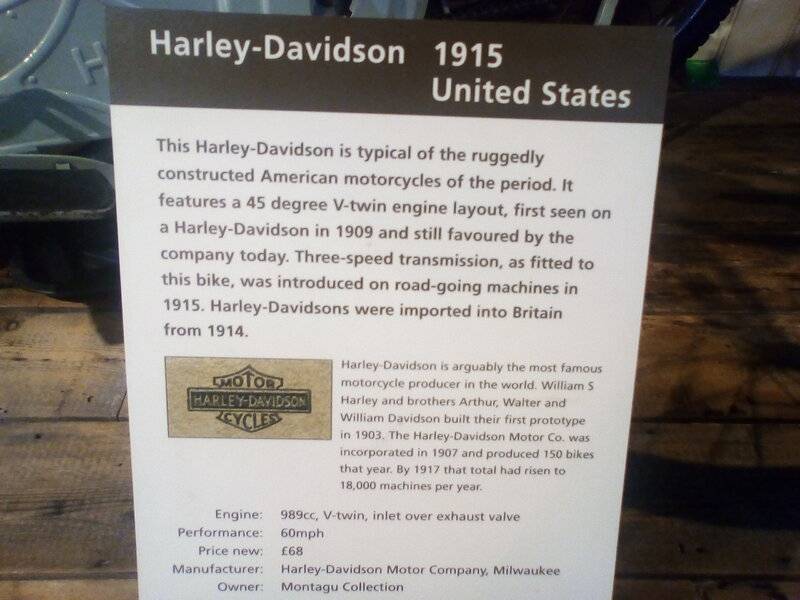 Harley-Davidson 1915
United States
This Harley-Davidson is typical of the ruggedly
constructed American motorcycles of the period. It
features a 45 degree V-twin engine layout, first seen on
a Harley-Davidson in 1909 and still favoured by the
company today. Three-speed transmission, as fitted to
this bike, was introduced on road-going machines in
1915. Harley-Davidsons were imported into Britain
from 1914.
MOTOR
HARLEY-DAVIDSON
CYCLES
Harley-Davidson is arguably the most famous
motorcycle producer in the world. William S
Harley and brothers Arthur, Walter and
William Davidson built their first prototype
in 1903. The Harley-Davidson Motor Co. was
incorporated in 1907 and produced 150 bikes
that year. By 1917 that total had risen to
18,000 machines per year.
Engine: 989cc, V-twin, inlet over exhaust valve
Performance: 60mph
Price new: £68
Manufacturer: Harley-Davidson Motor Company, Milwaukee
Owner: Montagu Collection